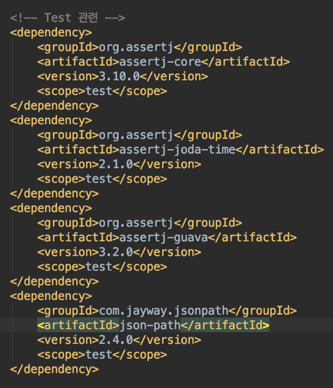 <!-- Test 관련 -->
<dependency>
    <groupId>org.assertj</groupId>
    <artifactId>assertj-core</artifactId>
    <version>3.10.0</version>
    <scope>test</scope>
</dependency>
<dependency>
    <groupId>org.assertj</groupId>
    <artifactId>assertj-joda-time</artifactId>
    <version>2.1.0</version>
    <scope>test</scope>
</dependency>
<dependency>
    <groupId>org.assertj</groupId>
    <artifactId>assertj-guava</artifactId>
    <version>3.2.0</version>
    <scope>test</scope>
</dependency>
<dependency>
    <groupId>com.jayway.jsonpath</groupId>
    <artifactId>json-path</artifactId>
    <version>2.4.0</version>
    <scope>test</scope>
</dependency>